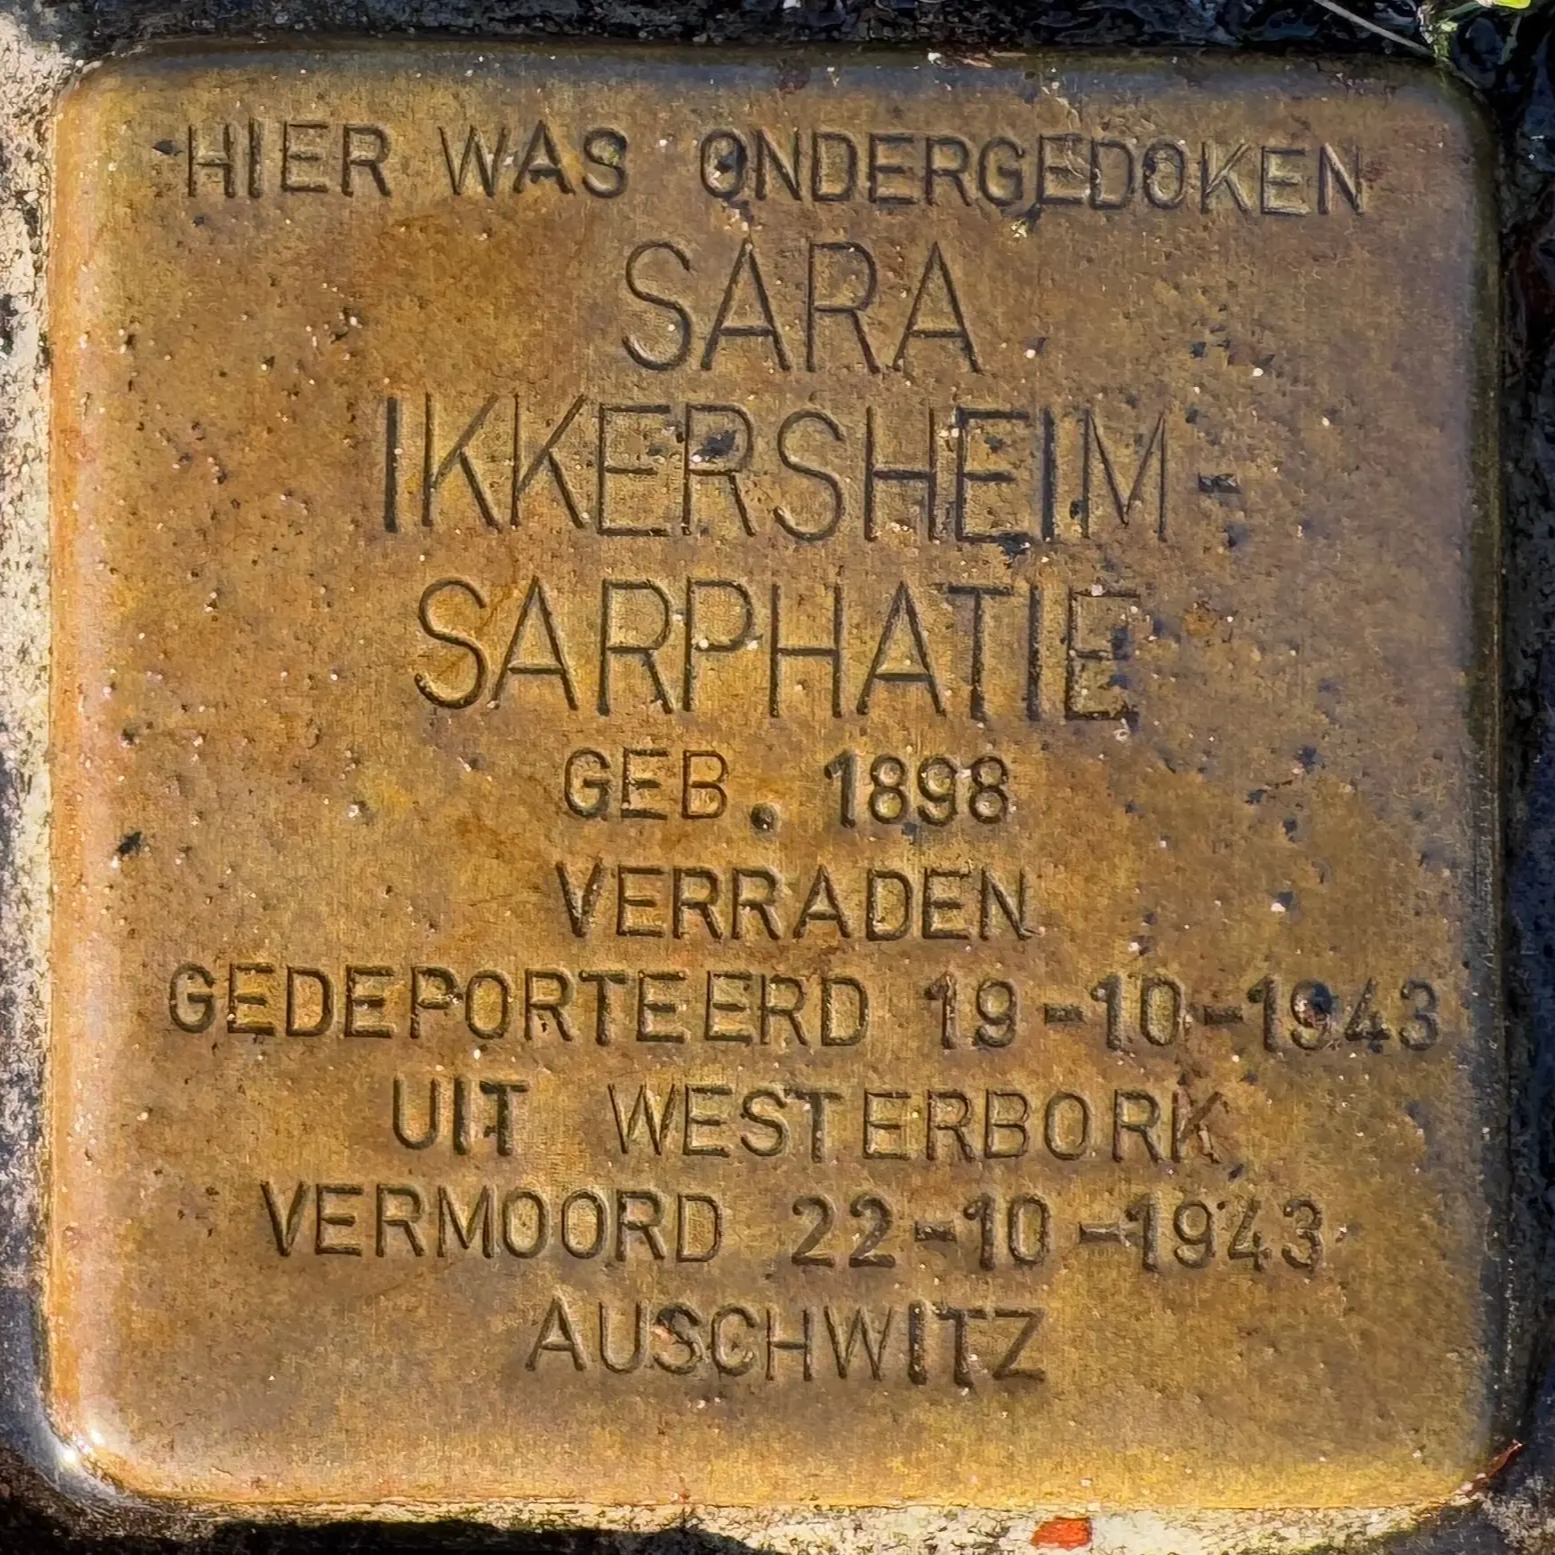 HIER WAS ONDERGEDOKEN
SARA
IKKERSHEIM-
SARPHATIE
GEB. 1898
VERRADEN
GEDEPORTEERD 19-10-1943
UIT WESTERBORK
VERMOORD 22-10-1943
AUSCHWITZ